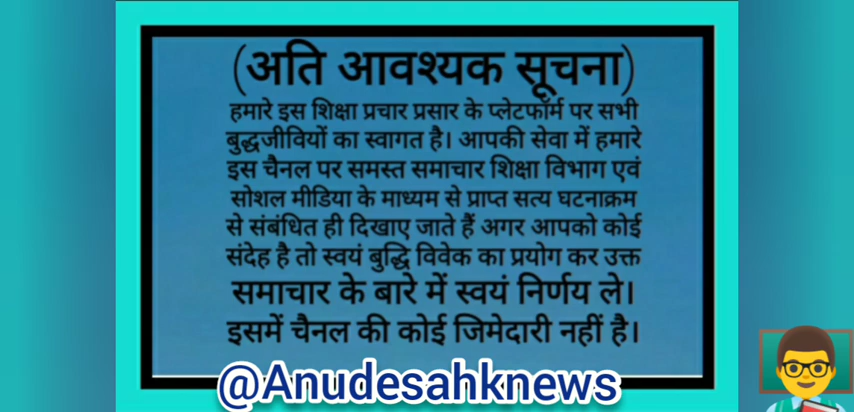 (अति आवश्यक सूचना)
हमारे इस शिक्षा प्रचार प्रसार के प्लेटफॉर्म पर सभी
बुद्धजीवियों का स्वागत है। आपकी सेवा में हमारे
इस चैनल पर समस्त समाचार शिक्षा विभाग एवं
सोशल मीडिया के माध्यम से प्राप्त सत्य घटनाक्रम
से संबंधित ही दिखाए जाते हैं अगर आपको कोई
संदेह है तो स्वयं बुद्धि विवेक का प्रयोग कर उक्त
समाचार के बारे में स्वयं निर्णय ले।
इसमें चैनल की कोई जिमेदारी नहीं है।
@Anudesahknews